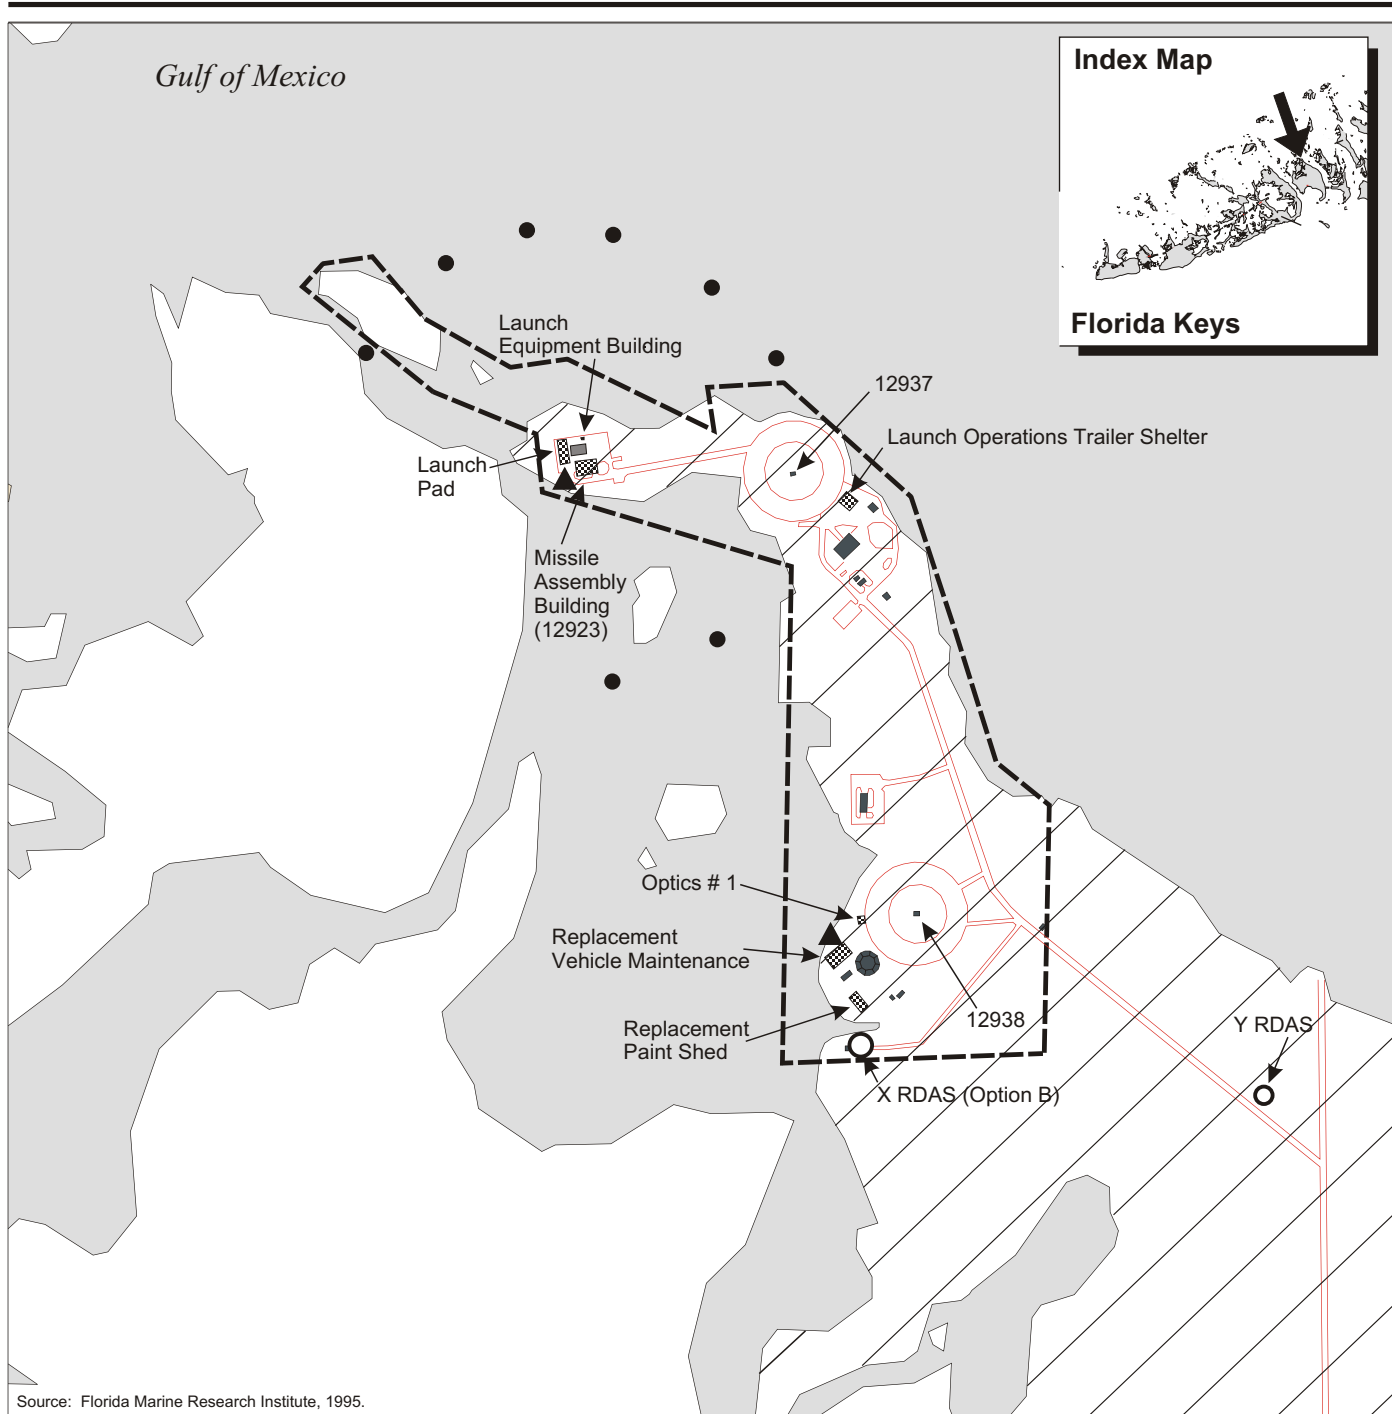 Gulf of Mexico
Index Map
Florida Keys
Launch
Equipment Building
12937
Launch Operations Trailer Shelter
Launch
Pad
Missile
Assembly
Building
(12923)
Optics # 1
Replacement
Vehicle Maintenance
Replacement
Paint Shed
12938
Y RDAS
X RDAS (Option B)
Source: Florida Marine Research Institute, 1995.